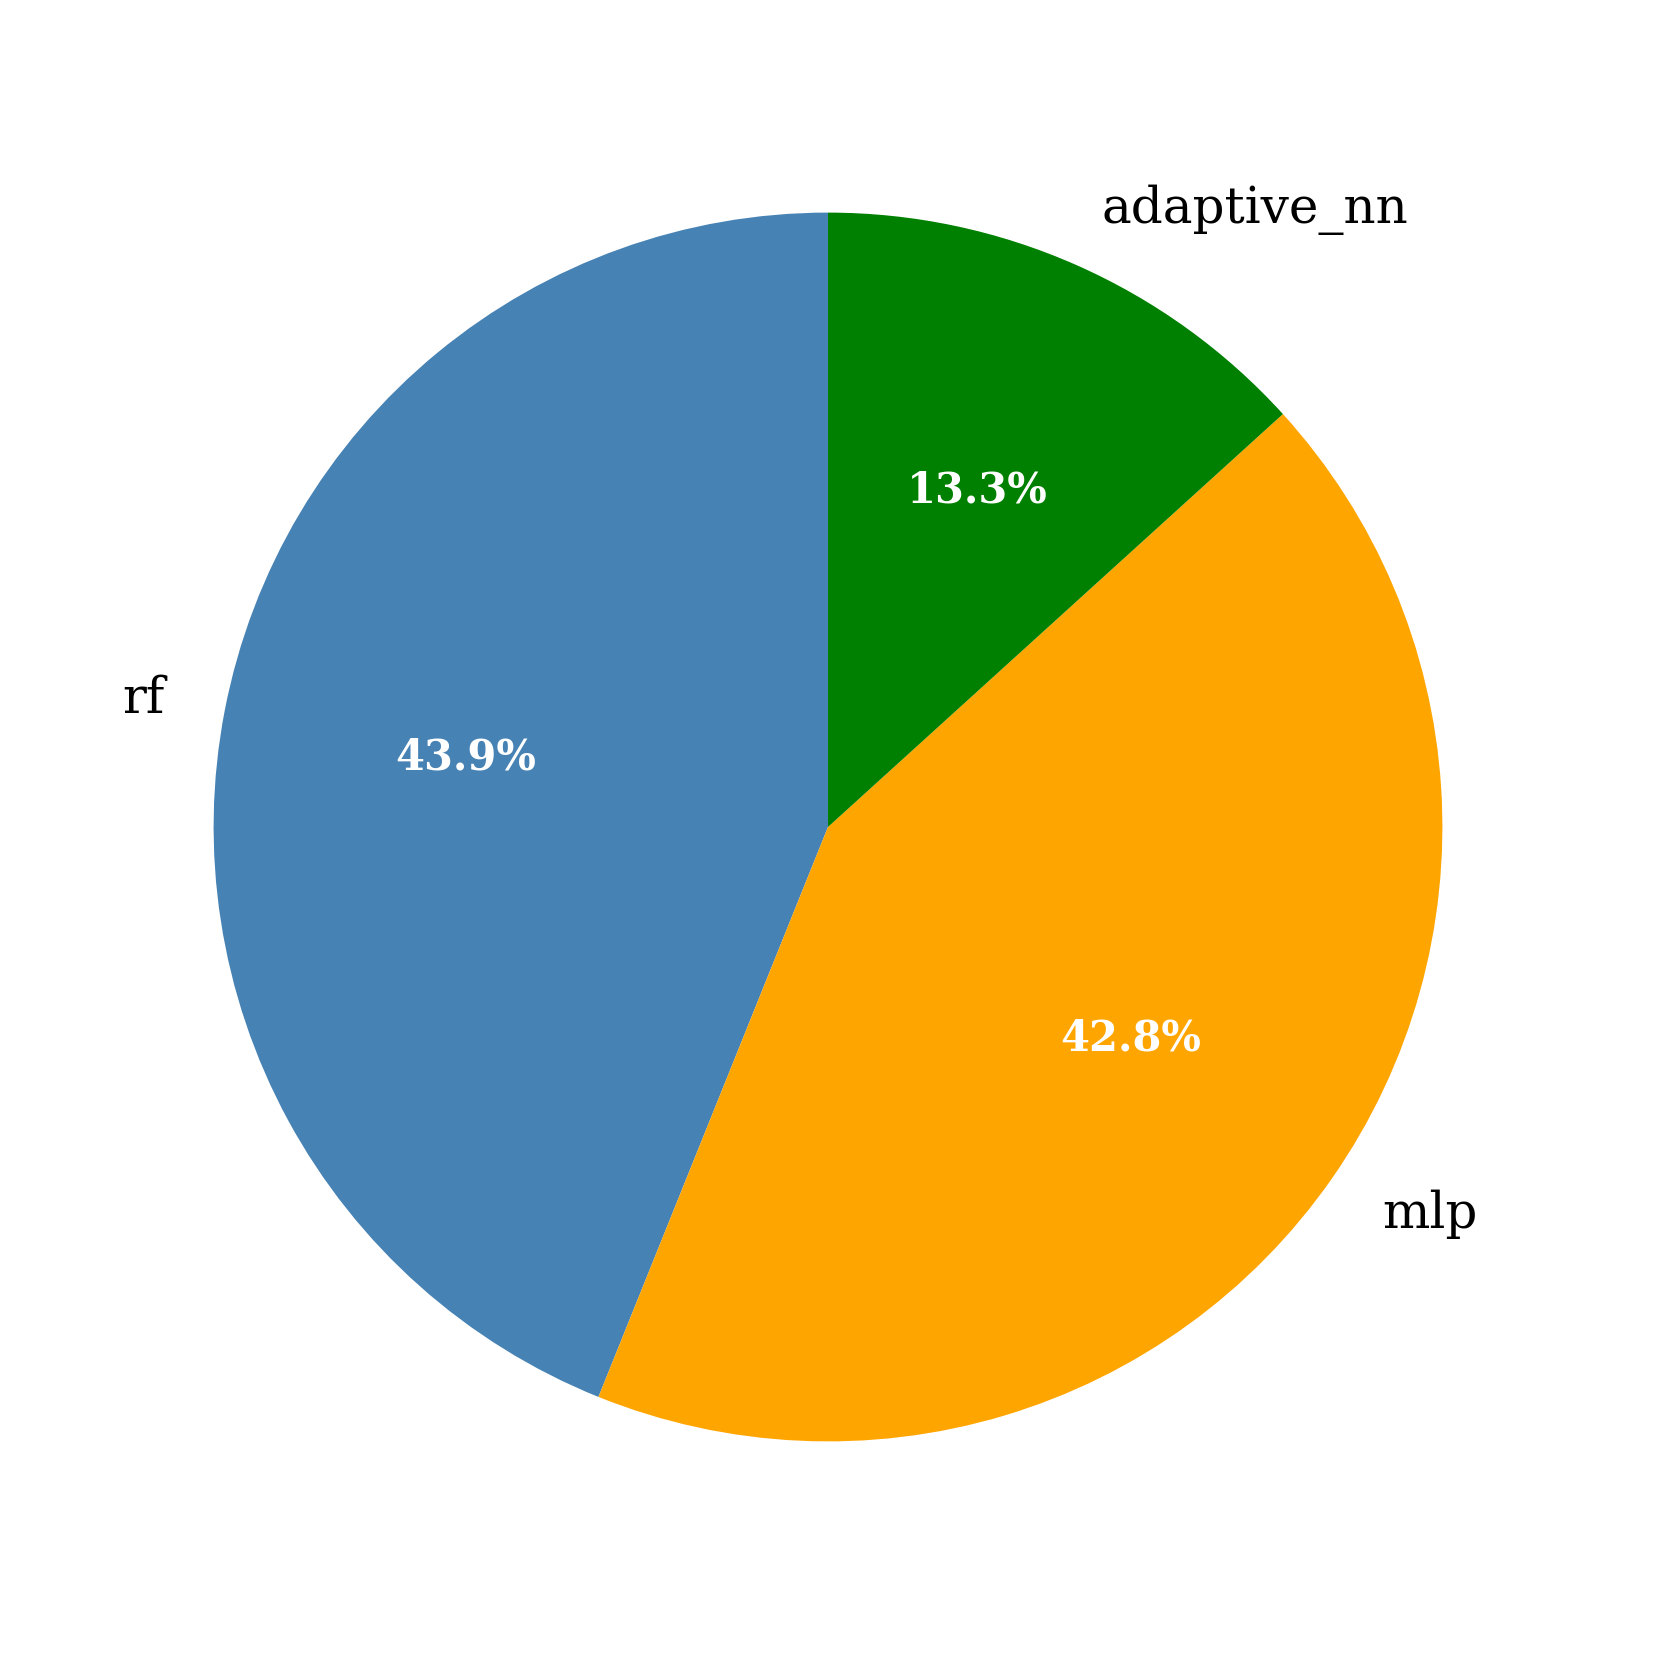 adaptive_nn
13.3%
rf
43.9%
42.8%
mlp